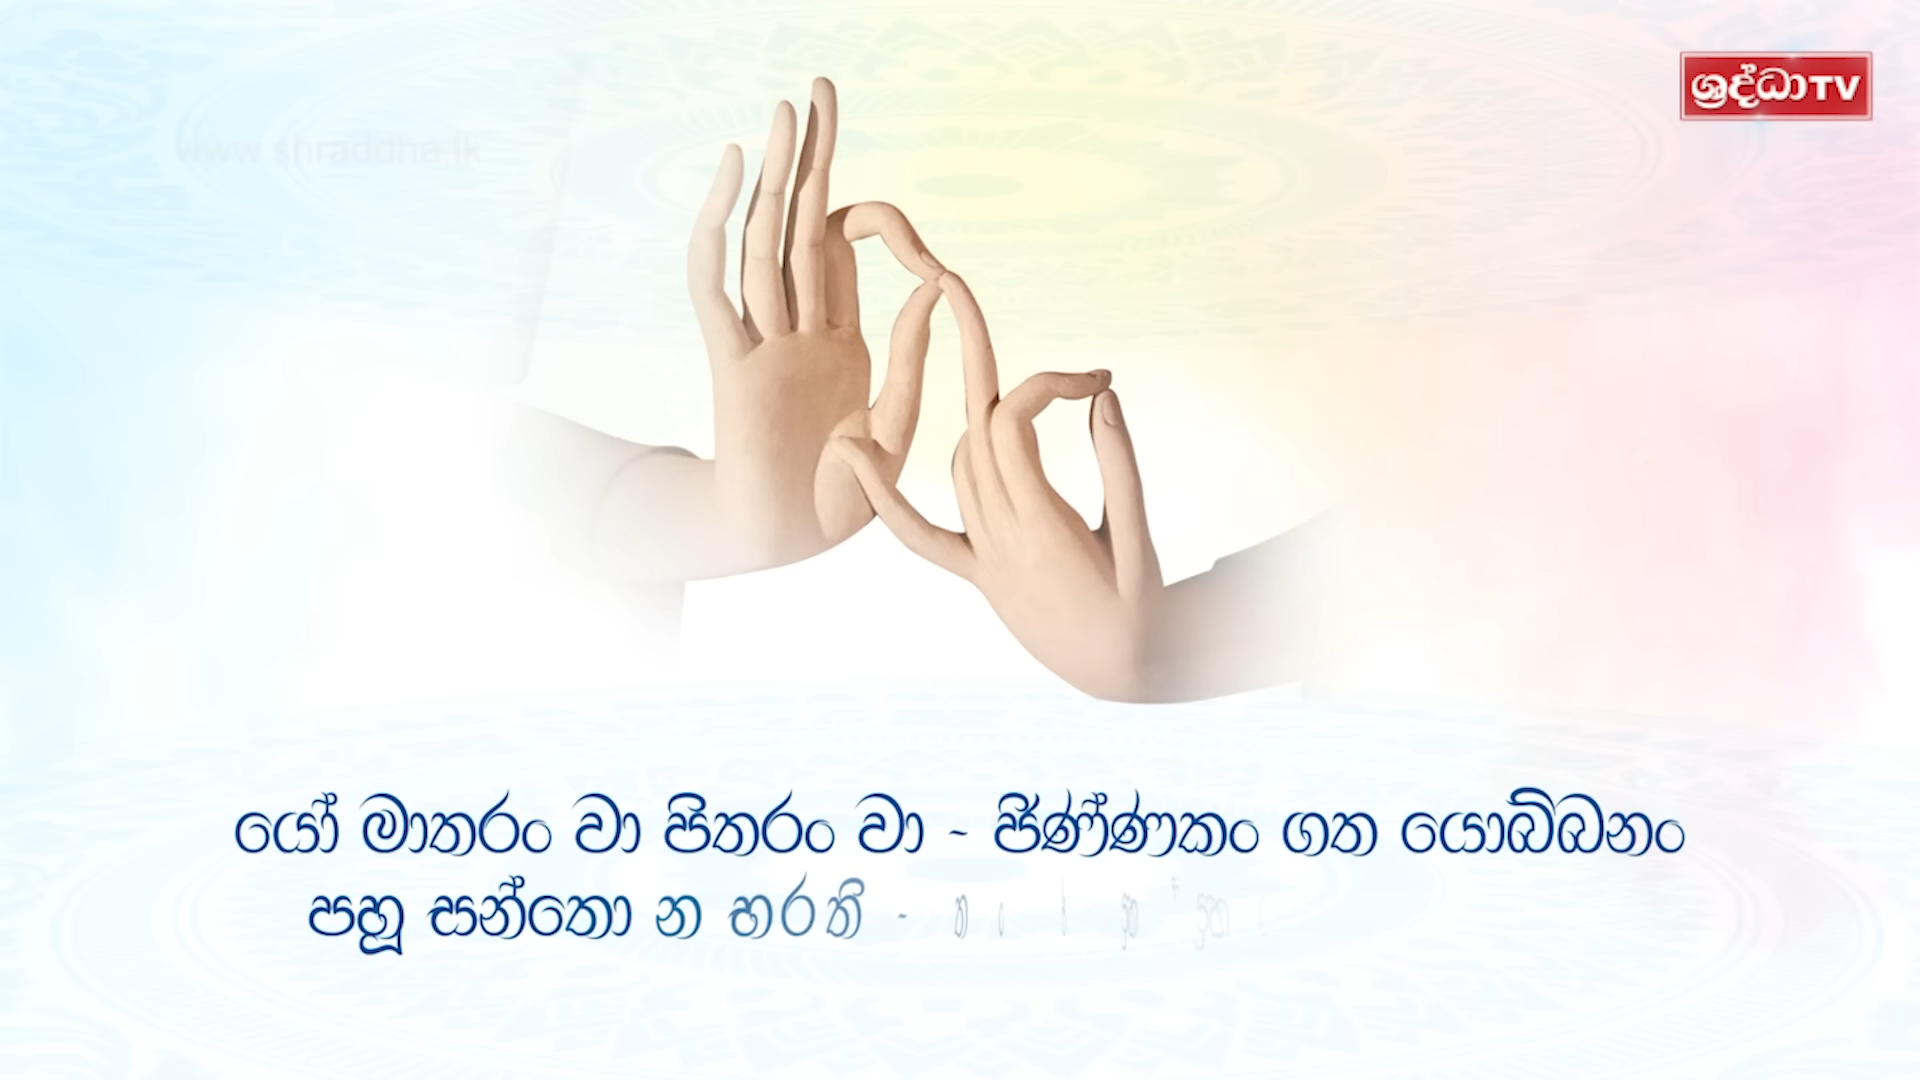 ශ්‍රද්ධාTV
www.shraddha.lk
යෝ මාතරං වා පිතරං වා - ජිණ්ණකං ගත යොබ්බනං
පහූ සන්තො න භරති -